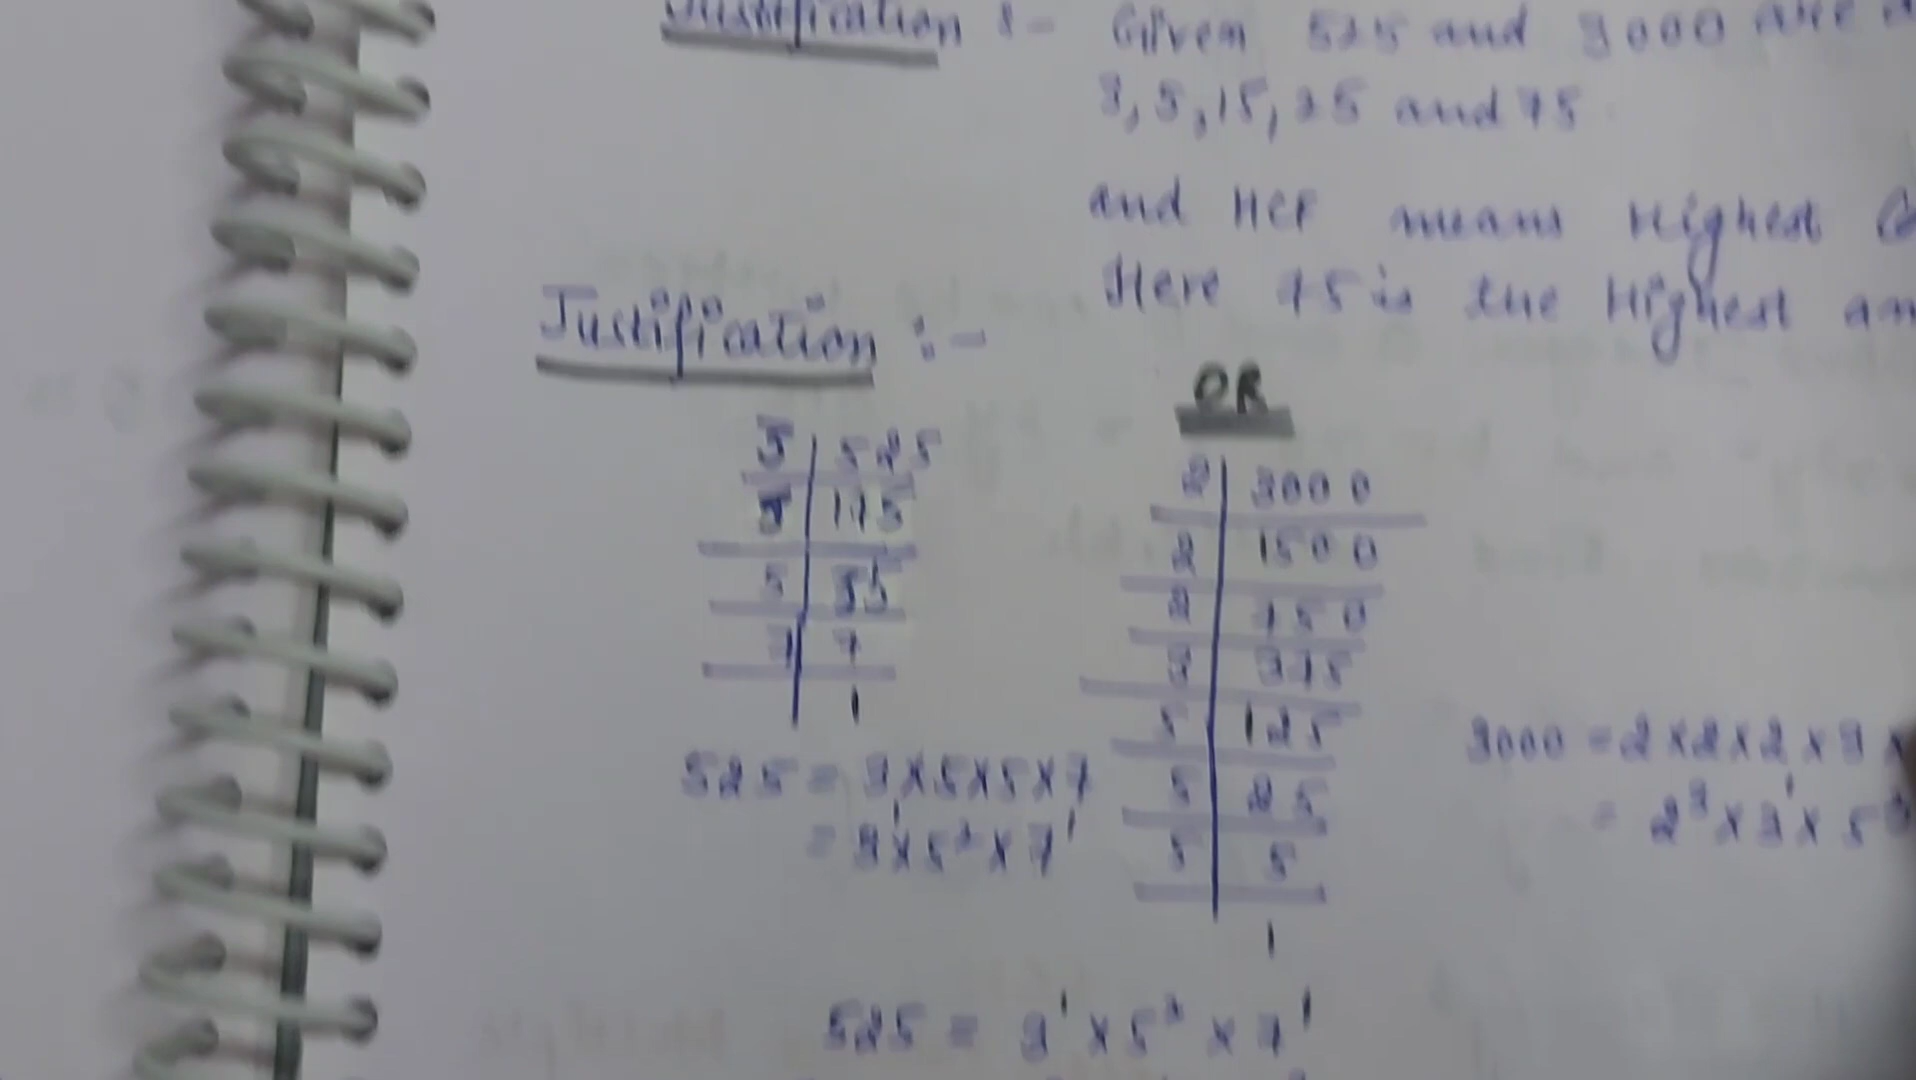 Justification :- Given 525 and 3000 are
3, 5, 15, 25 and 75
and HCF means Highest
Here 75 is the Highest
Justification :-
OR
3 | 525
5 | 175
5 | 35
7 | 7
1
525 = 3 × 5 × 5 × 7
= 3¹ × 5² × 7¹
2 | 3000
2 | 1500
2 | 750
3 | 375
5 | 125
5 | 25
5 | 5
1
3000 = 2 × 2 × 2 × 3 ×
= 2³ × 3¹ × 5³
525 = 3¹ × 5² × 7¹